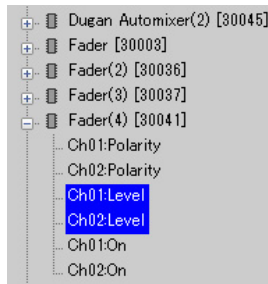 Dugan Automixer(2) [30045]
Fader [30003]
Fader(2) [30036]
Fader(3) [30037]
Fader(4) [30041]
Ch01:Polarity
Ch02:Polarity
Ch01:Level
Ch02:Level
Ch01:On
Ch02:On